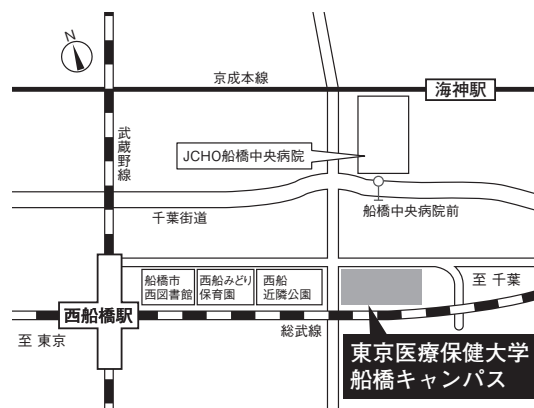 N
京成本線
海神駅
武蔵野線
JCHO船橋中央病院
船橋中央病院前
千葉街道
船橋市
西図書館
西船みどり
保育園
西船
近隣公園
至 千葉
西船橋駅
総武線
至 東京
東京医療保健大学
船橋キャンパス